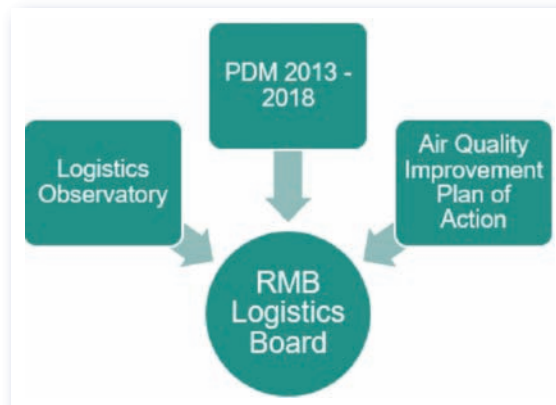 PDM 2013 -
2018
Logistics
Observatory
Air Quality
Improvement
Plan of
Action
RMB
Logistics
Board